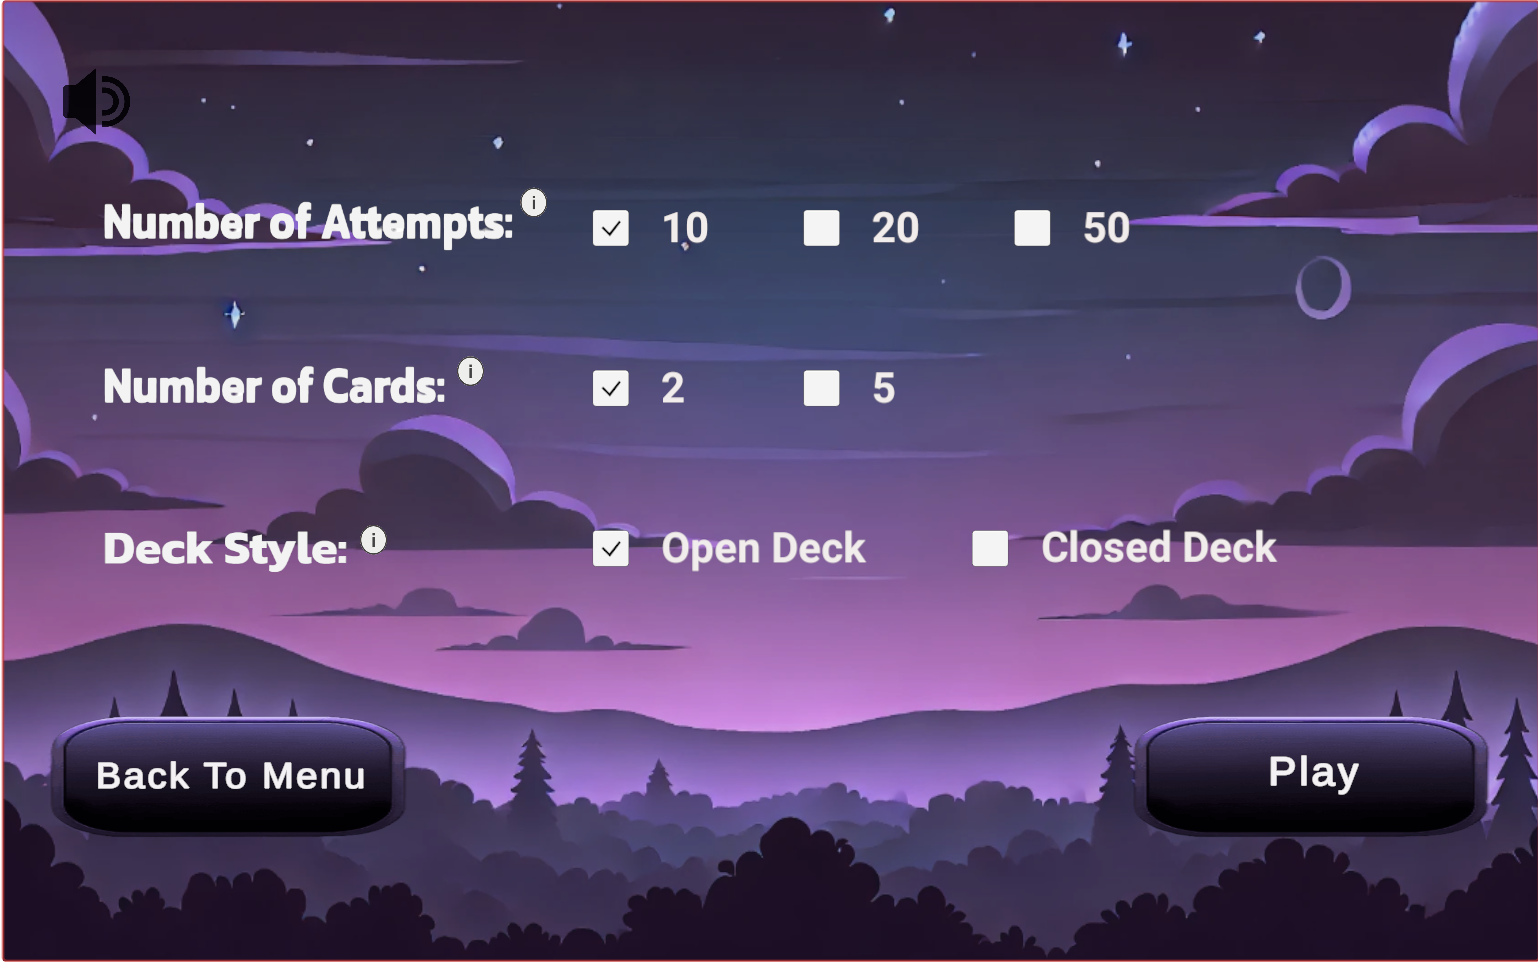 Number of Attempts: i 10 20 50
Number of Cards: i 2 5
Deck Style: i Open Deck Closed Deck
Back To Menu Play